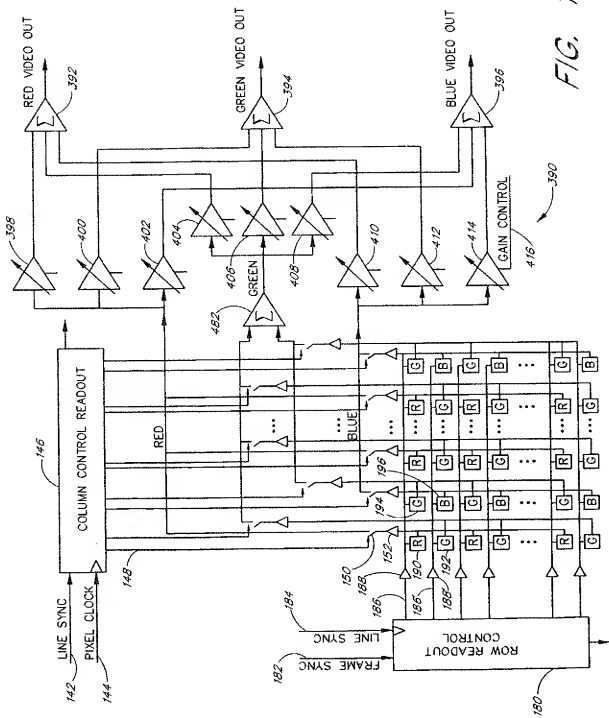 RED VIDEO OUT
392
GREEN VIDEO OUT
394
BLUE VIDEO OUT
396
FIG.
398
400
402
404
406
408
410
412
414
GAIN CONTROL
416
390
Σ
Σ
Σ
482
Σ
GREEN
146
COLUMN CONTROL READOUT
LINE SYNC
142
PIXEL CLOCK
144
RED
BLUE
148
150
152
188
186
186
188
190
192
194
196
184
LINE SYNC
182
FRAME SYNC
ROW READOUT
CONTROL
180
R G R ... R G
G B G ... G B
R G R ... R G
G B G ... G B
R G R ... R G
G B G ... G B